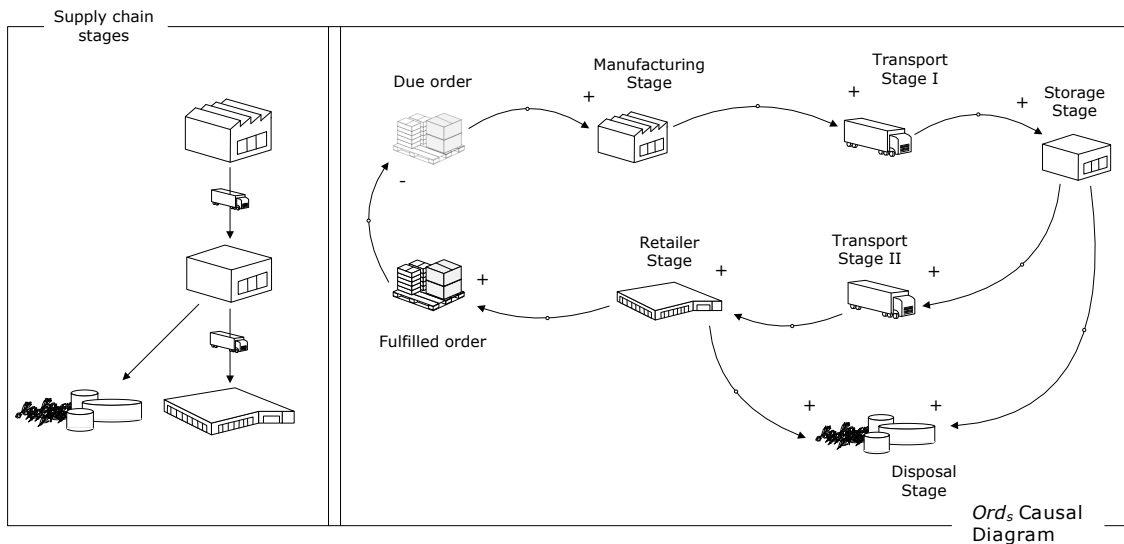 Supply chain
stages
Due order
Manufacturing
Stage
Transport
Stage I
Storage
Stage
+
+
+
-
Retailer
Stage
Transport
Stage II
+
+
+
Fulfilled order
+
+
Disposal
Stage
Ords Causal
Diagram